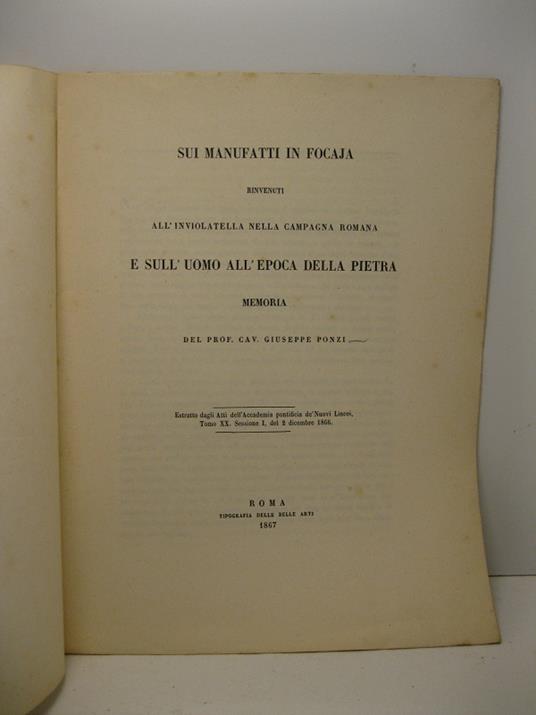 SUI MANUFATTI IN FOCAJA
RINVENUTI
ALL'INVIOLATELLA NELLA CAMPAGNA ROMANA
E SULL'UOMO ALL'EPOCA DELLA PIETRA
MEMORIA
DEL PROF. CAV. GIUSEPPE PONZI
Estratto dagli Atti dell'Accademia pontificia de'Nuovi Lincei,
Tomo XX. Sessione I, del 2 dicembre 1866.
ROMA
TIPOGRAFIA DELLE BELLE ARTI
1867